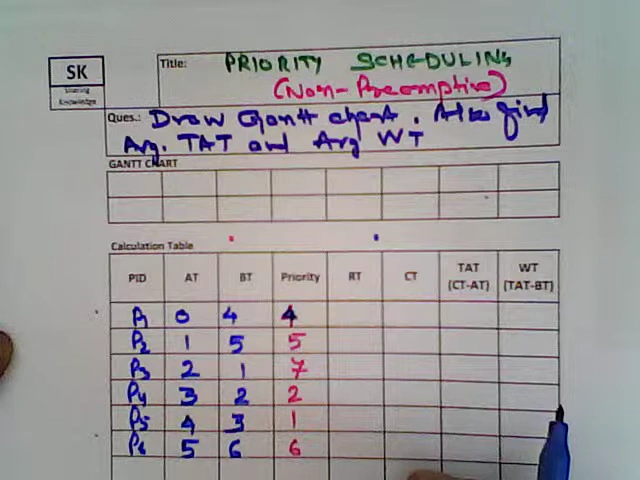 SK
Sharing
Knowledge
Title: PRIORITY SCHEDULING
(Non-Preemptive)
Ques.: Draw Gantt chart. Also find
Avg. TAT and Avg WT
GANTT CHART
Calculation Table
PID AT BT Priority RT CT TAT (CT-AT) WT (TAT-BT)
P1 0 4 4
P2 1 5 5
P3 2 1 7
P4 3 2 2
P5 4 3 1
P6 5 6 6